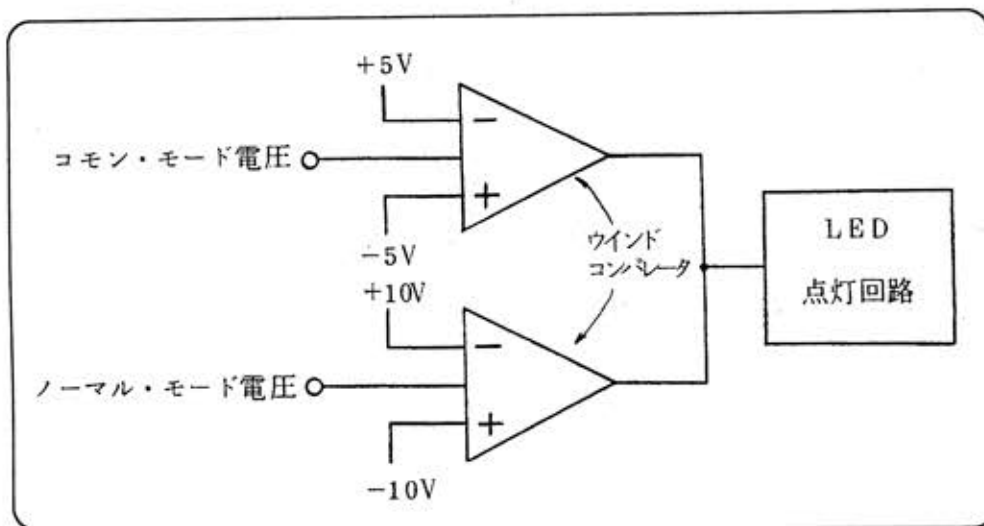 +5V
−
コモン・モード電圧
+
−5V
ウインド
コンパレータ
LED
点灯回路
+10V
−
ノーマル・モード電圧
+
−10V